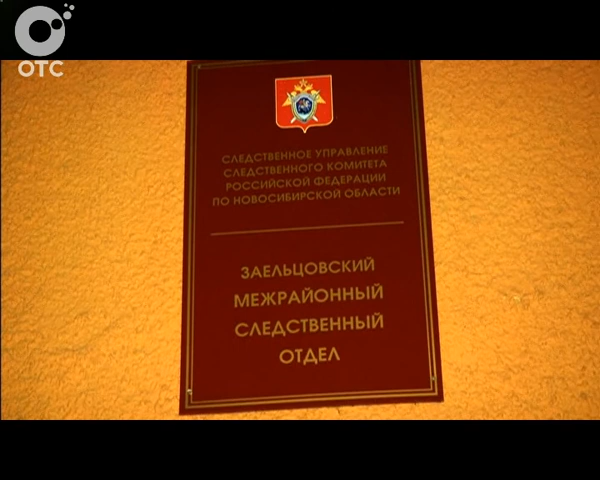 ОТС
СЛЕДСТВЕННОЕ УПРАВЛЕНИЕ
СЛЕДСТВЕННОГО КОМИТЕТА
РОССИЙСКОЙ ФЕДЕРАЦИИ
ПО НОВОСИБИРСКОЙ ОБЛАСТИ
ЗАЕЛЬЦОВСКИЙ
МЕЖРАЙОННЫЙ
СЛЕДСТВЕННЫЙ
ОТДЕЛ